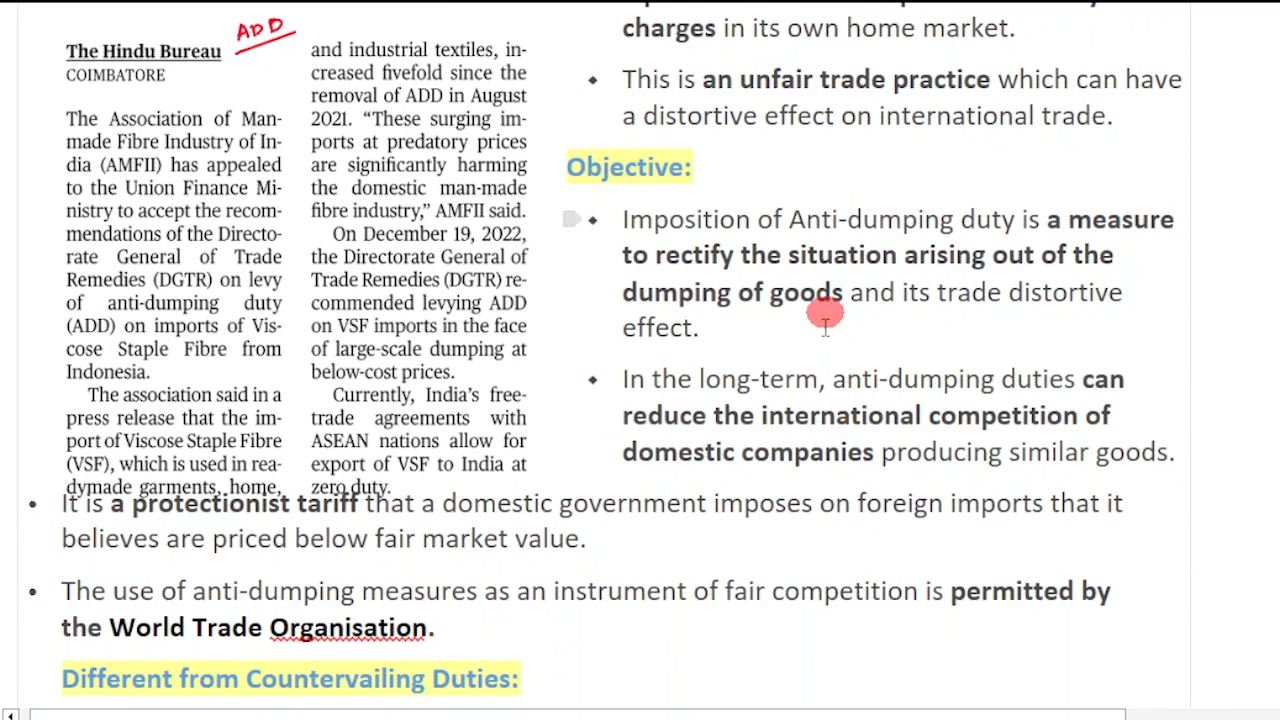 ADD
The Hindu Bureau
COIMBATORE
The Association of Man-
made Fibre Industry of In-
dia (AMFII) has appealed
to the Union Finance Mi-
nistry to accept the recom-
mendations of the Directo-
rate General of Trade
Remedies (DGTR) on levy
of anti-dumping duty
(ADD) on imports of Vis-
cose Staple Fibre from
Indonesia.
The association said in a
press release that the im-
port of Viscose Staple Fibre
(VSF), which is used in rea-
dymade garments, home,
and industrial textiles, in-
creased fivefold since the
removal of ADD in August
2021. “These surging im-
ports at predatory prices
are significantly harming
the domestic man-made
fibre industry,” AMFII said.
On December 19, 2022,
the Directorate General of
Trade Remedies (DGTR) re-
commended levying ADD
on VSF imports in the face
of large-scale dumping at
below-cost prices.
Currently, India’s free-
trade agreements with
ASEAN nations allow for
export of VSF to India at
zero duty.
charges in its own home market.
This is an unfair trade practice which can have
a distortive effect on international trade.
Objective:
Imposition of Anti-dumping duty is a measure
to rectify the situation arising out of the
dumping of goods and its trade distortive
effect.
In the long-term, anti-dumping duties can
reduce the international competition of
domestic companies producing similar goods.
It is a protectionist tariff that a domestic government imposes on foreign imports that it
believes are priced below fair market value.
The use of anti-dumping measures as an instrument of fair competition is permitted by
the World Trade Organisation.
Different from Countervailing Duties: